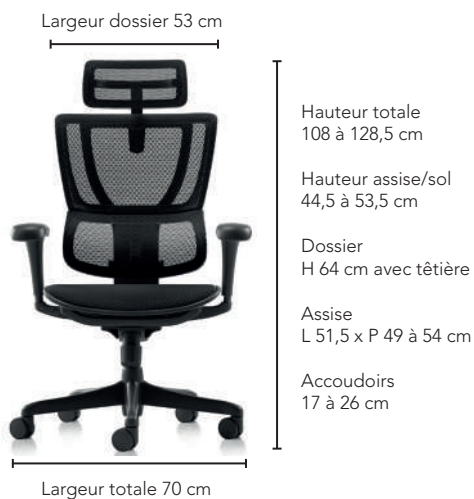 Largeur dossier 53 cm
Hauteur totale
108 à 128,5 cm
Hauteur assise/sol
44,5 à 53,5 cm
Dossier
H 64 cm avec têtière
Assise
L 51,5 x P 49 à 54 cm
Accoudoirs
17 à 26 cm
Largeur totale 70 cm